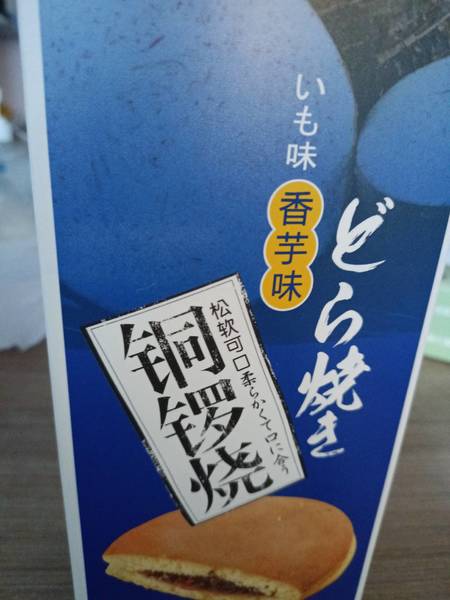 いも味
香芋味
どら焼き
松软可口柔らかくて口に合う
铜锣烧